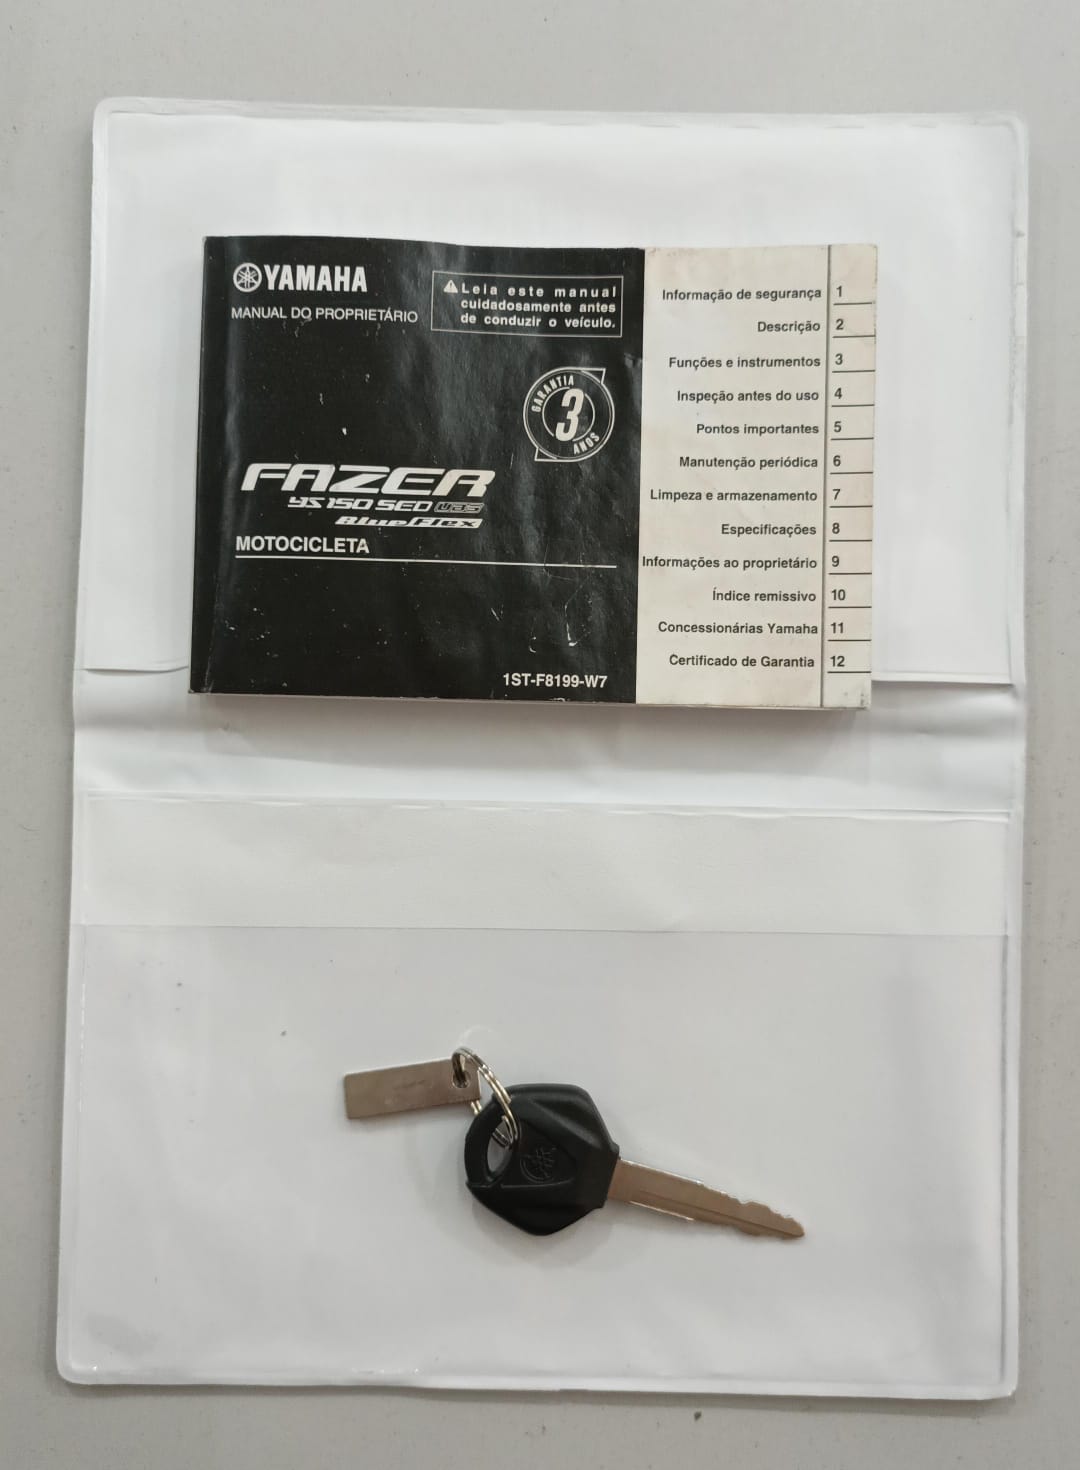 YAMAHA
MANUAL DO PROPRIETÁRIO
Leia este manual
cuidadosamente antes
de conduzir o veículo.
GARANTIA
3
ANOS
FAZER
YS 150 SED UBS
BlueFlex
MOTOCICLETA
1ST-F8199-W7
Informação de segurança 1
Descrição 2
Funções e instrumentos 3
Inspeção antes do uso 4
Pontos importantes 5
Manutenção periódica 6
Limpeza e armazenamento 7
Especificações 8
Informações ao proprietário 9
Índice remissivo 10
Concessionárias Yamaha 11
Certificado de Garantia 12